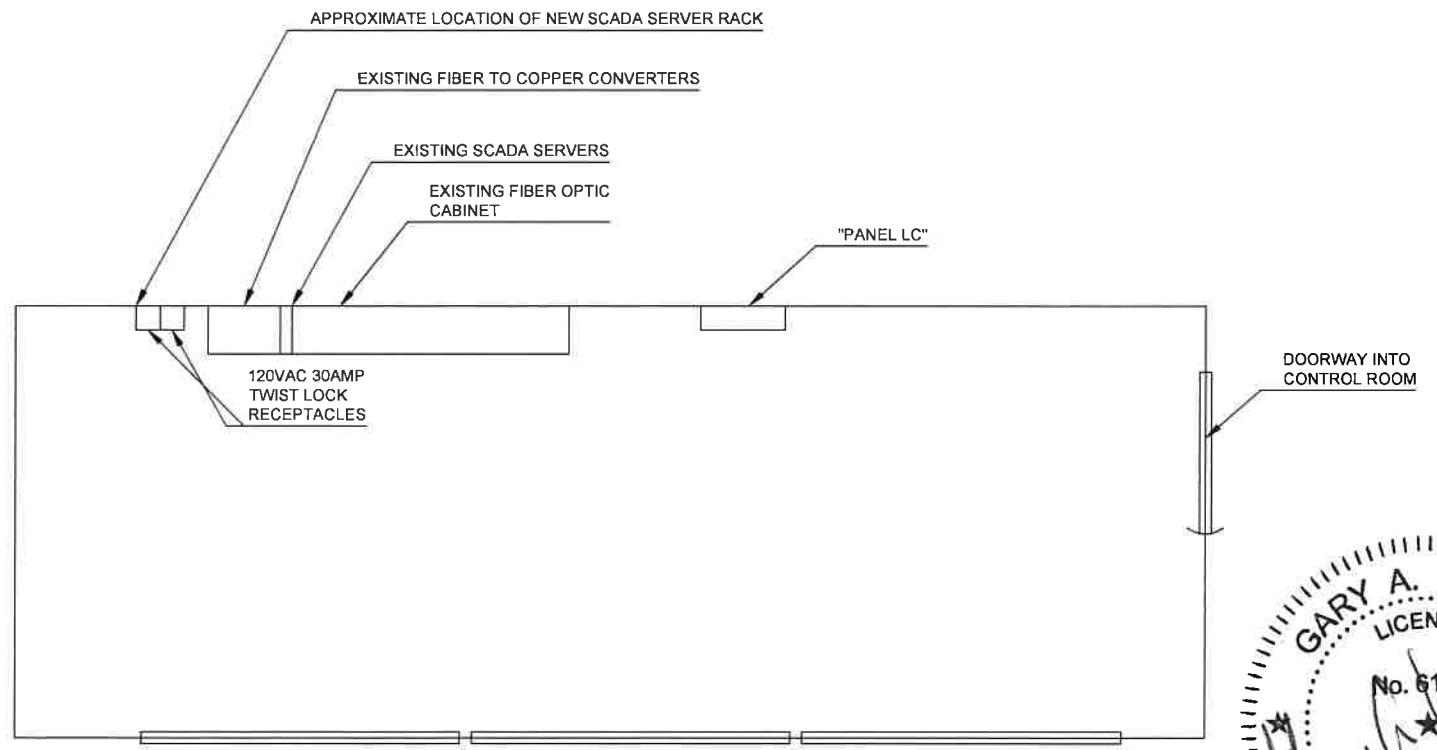 APPROXIMATE LOCATION OF NEW SCADA SERVER RACK
EXISTING FIBER TO COPPER CONVERTERS
EXISTING SCADA SERVERS
EXISTING FIBER OPTIC
CABINET
"PANEL LC"
120VAC 30AMP
TWIST LOCK
RECEPTACLES
DOORWAY INTO
CONTROL ROOM
GARY A.
LICEN
No. 61